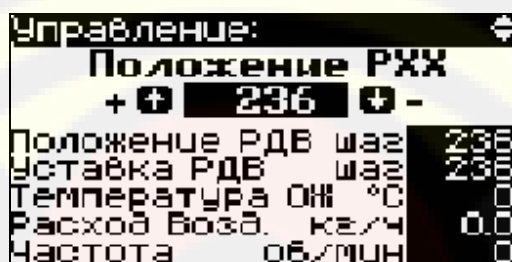 Управление:
Положение РХХ
+ 236 -
Положение РДВ шаг 236
Уставка РДВ шаг 236
Температура ОЖ °С 0
Расход Возд. кг/ч 0.0
Частота об/мин 0